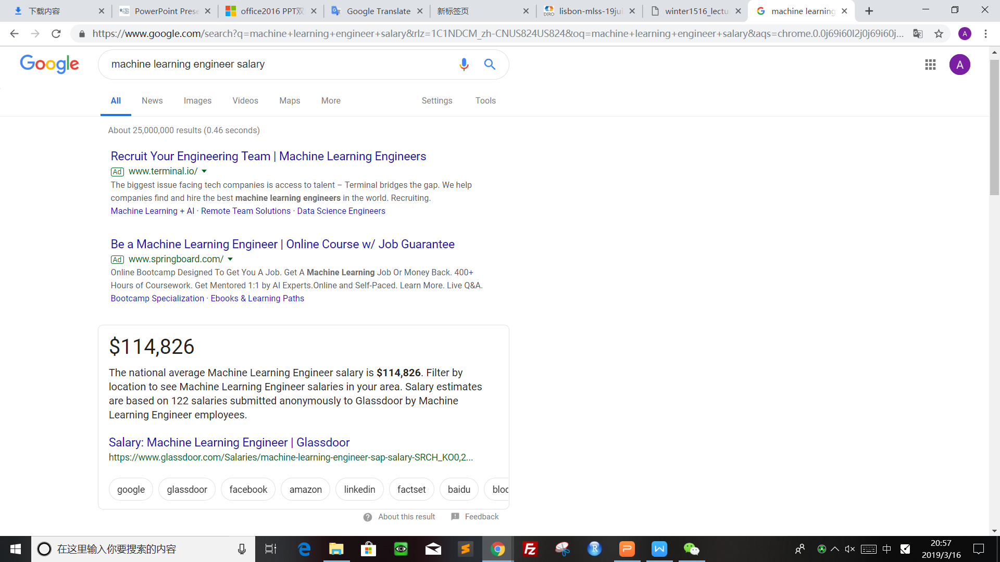 下载内容
PowerPoint Prese
office2016 PPT双
Google Translate
新标签页
DIRO
lisbon-mlss-19jui
winter1516_lectu
machine learning
https://www.google.com/search?q=machine+learning+engineer+salary&rlz=1C1NDCM_zh-CNUS824US824&oq=machine+learning+engineer+salary&aqs=chrome.0.0j69i60l2j0j69i60j...
A
Google
machine learning engineer salary
A
All
News
Images
Videos
Maps
More
Settings
Tools
About 25,000,000 results (0.46 seconds)
Recruit Your Engineering Team | Machine Learning Engineers
Ad www.terminal.io/
The biggest issue facing tech companies is access to talent – Terminal bridges the gap. We help
companies find and hire the best machine learning engineers in the world. Recruiting.
Machine Learning + AI · Remote Team Solutions · Data Science Engineers
Be a Machine Learning Engineer | Online Course w/ Job Guarantee
Ad www.springboard.com/
Online Bootcamp Designed To Get You A Job. Get A Machine Learning Job Or Money Back. 400+
Hours of Coursework. Get Mentored 1:1 by AI Experts.Online and Self-Paced. Learn More. Live Q&A.
Bootcamp Specialization · Ebooks & Learning Paths
$114,826
The national average Machine Learning Engineer salary is $114,826. Filter by
location to see Machine Learning Engineer salaries in your area. Salary estimates
are based on 122 salaries submitted anonymously to Glassdoor by Machine
Learning Engineer employees.
Salary: Machine Learning Engineer | Glassdoor
https://www.glassdoor.com/Salaries/machine-learning-engineer-sap-salary-SRCH_KO0,2...
google
glassdoor
facebook
amazon
linkedin
factset
baidu
bloc
About this result
Feedback
在这里输入你要搜索的内容
中
20:57
2019/3/16